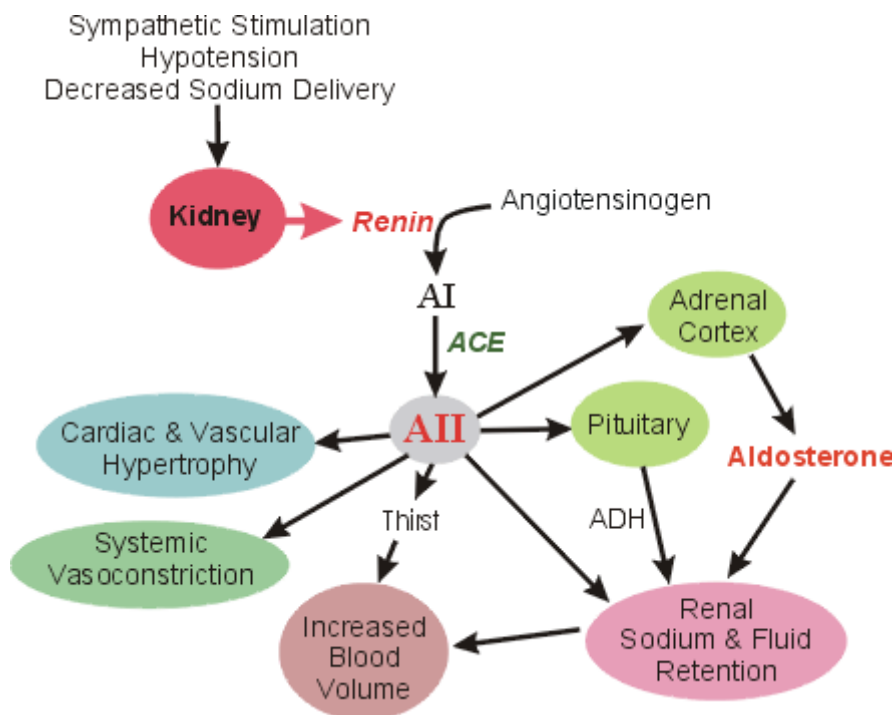 Sympathetic Stimulation
Hypotension
Decreased Sodium Delivery
Kidney
Renin
Angiotensinogen
AI
ACE
Adrenal
Cortex
AII
Pituitary
Cardiac & Vascular
Hypertrophy
Aldosterone
Thirst
ADH
Systemic
Vasoconstriction
Increased
Blood
Volume
Renal
Sodium & Fluid
Retention